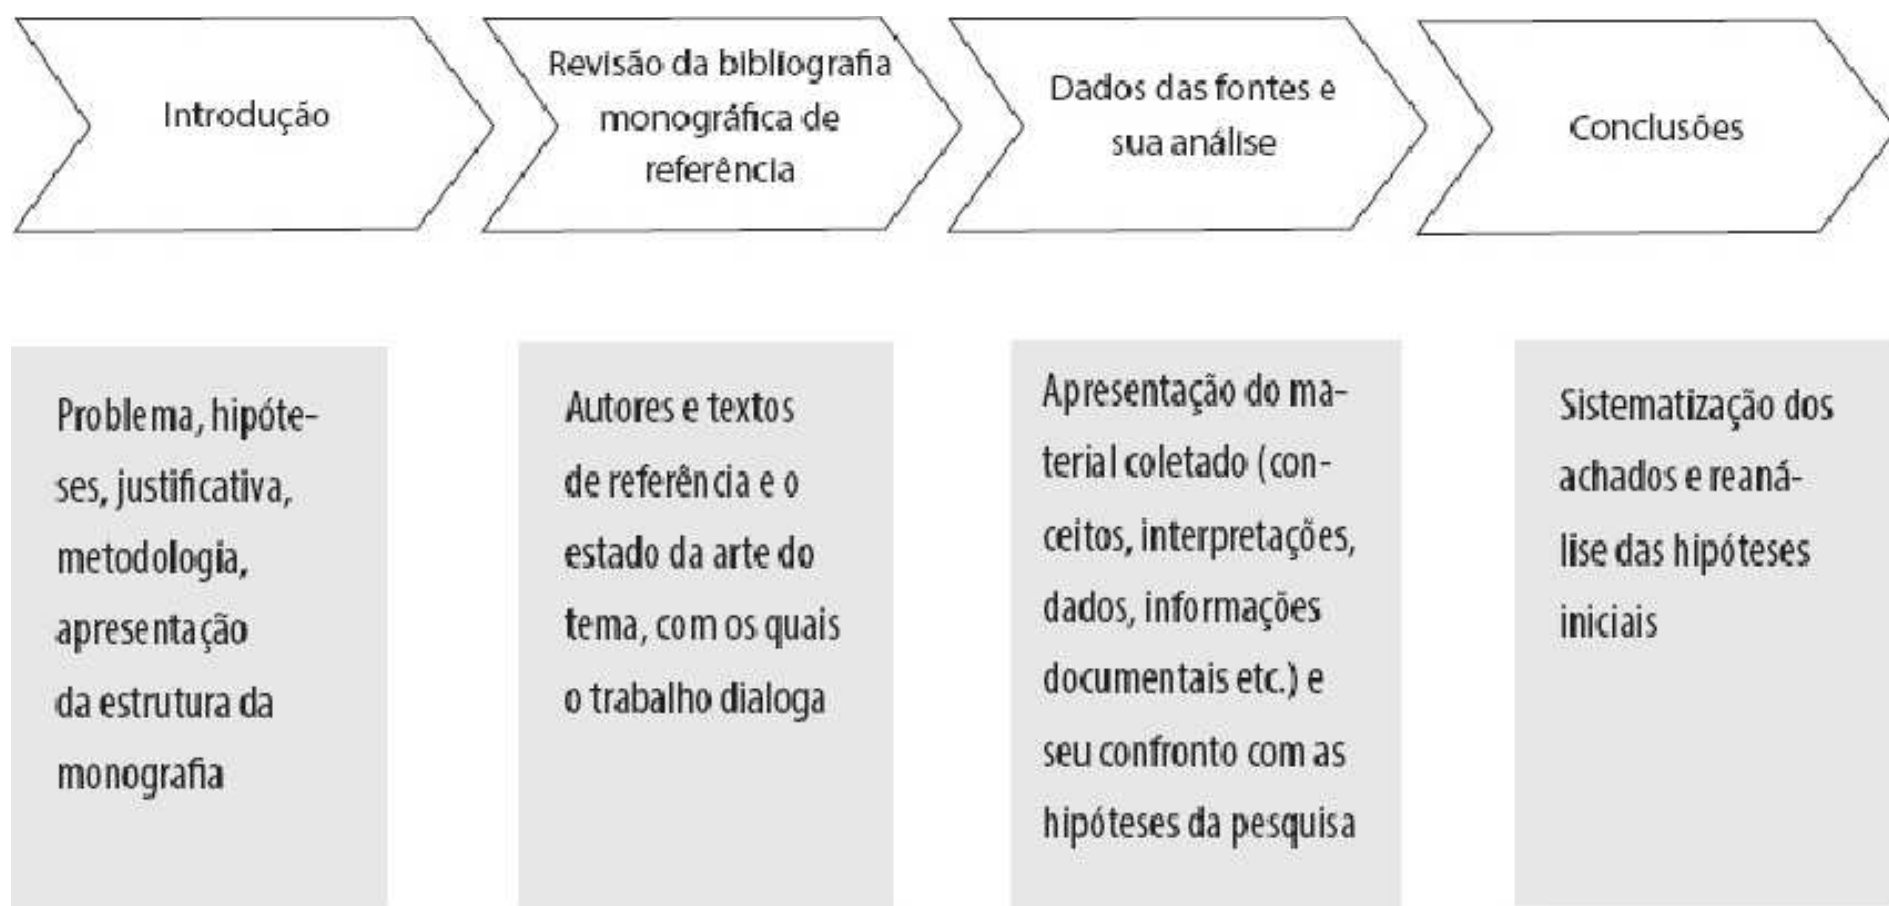 Introdução
Revisão da bibliografia
monográfica de
referência
Dados das fontes e
sua análise
Conclusões
Problema, hipóte-
ses, justificativa,
metodologia,
apresentação
da estrutura da
monografia
Autores e textos
de referência e o
estado da arte do
tema, com os quais
o trabalho dialoga
Apresentação do ma-
terial coletado (con-
ceitos, interpretações,
dados, informações
documentais etc.) e
seu confronto com as
hipóteses da pesquisa
Sistematização dos
achados e reaná-
lise das hipóteses
iniciais